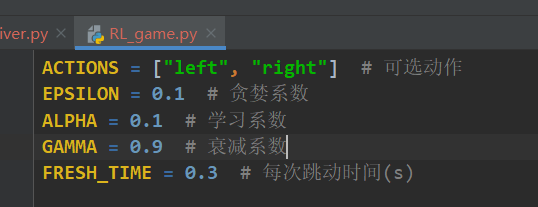 iver.py RL_game.py
ACTIONS = ["left", "right"]  # 可选动作
EPSILON = 0.1  # 贪婪系数
ALPHA = 0.1  # 学习系数
GAMMA = 0.9  # 衰减系数
FRESH_TIME = 0.3  # 每次跳动时间(s)